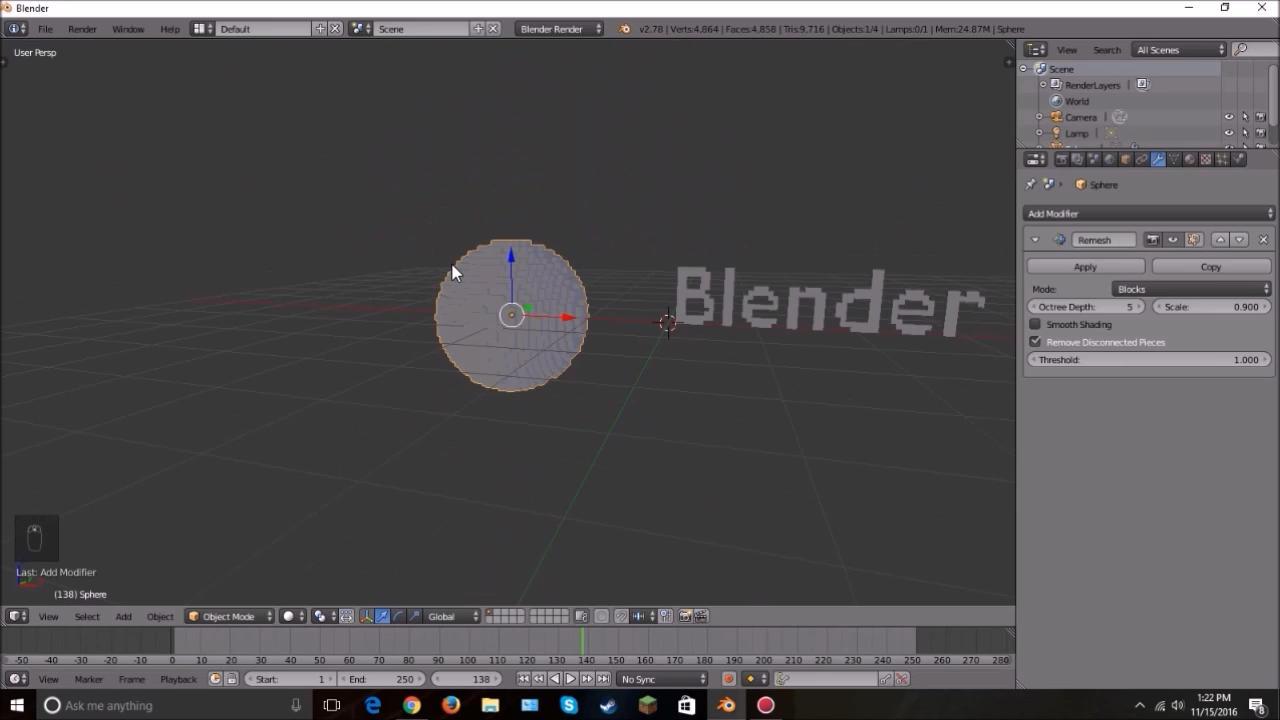 Blender
File Render Window Help Default Scene Blender Render v2.78 | Verts:4,864 | Faces:4,858 | Tris:9,716 | Objects:1/4 | Lamps:0/1 | Mem:24.87M | Sphere
User Persp
View Search All Scenes
Scene
RenderLayers
World
Camera
Lamp
Sphere
Add Modifier
Remesh
Apply Copy
Mode: Blocks
Octree Depth: 5 Scale: 0.900
Smooth Shading
Remove Disconnected Pieces
Threshold: 1.000
Blender
Last: Add Modifier
(138) Sphere
View Select Add Object Object Mode Global
-50 -40 -30 -20 -10 0 10 20 30 40 50 60 70 80 90 100 110 120 130 140 150 160 170 180 190 200 210 220 230 240 250 260 270 280
View Marker Frame Playback Start: 1 End: 250 138 No Sync
Ask me anything
1:22 PM
11/15/2016
8